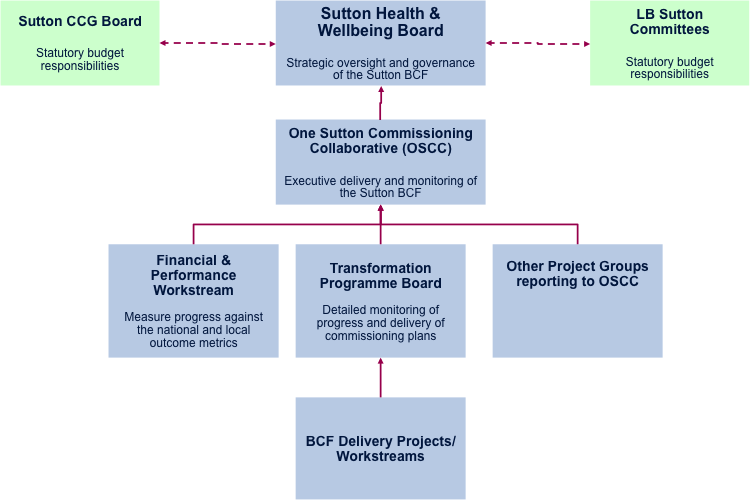 Sutton CCG Board
Statutory budget
responsibilities
Sutton Health &
Wellbeing Board
Strategic oversight and governance
of the Sutton BCF
LB Sutton
Committees
Statutory budget
responsibilities
One Sutton Commissioning
Collaborative (OSCC)
Executive delivery and monitoring of
the Sutton BCF
Financial &
Performance
Workstream
Measure progress against
the national and local
outcome metrics
Transformation
Programme Board
Detailed monitoring of
progress and delivery of
commissioning plans
Other Project Groups
reporting to OSCC
BCF Delivery Projects/
Workstreams